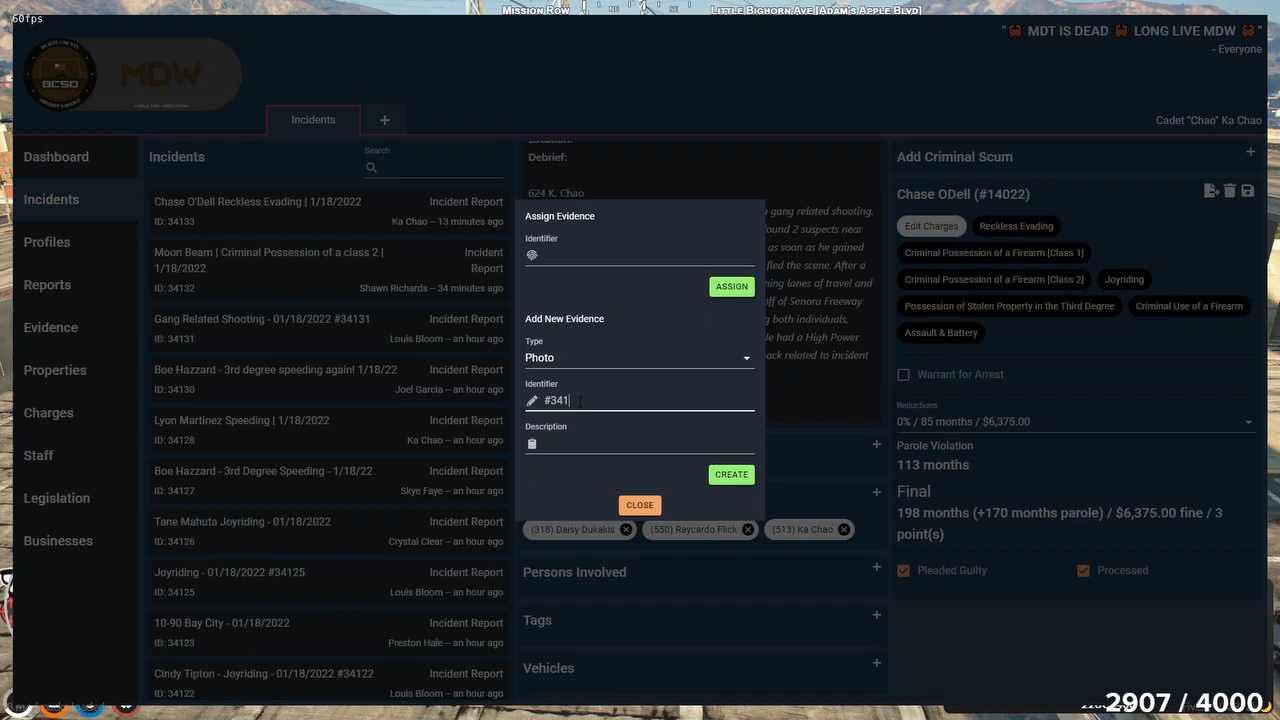 60fps
Mission Row
Little Bighorn Ave [Adam's Apple Blvd]
" MDT IS DEAD LONG LIVE MDW "
- Everyone
BCSO
MDW
Incidents
+
Cadet "Chao" Ka Chao
Dashboard
Incidents
Profiles
Reports
Evidence
Properties
Charges
Staff
Legislation
Businesses
Incidents
Search
Chase O'Dell Reckless Evading | 1/18/2022
Incident Report
ID: 34133
Ka Chao – 13 minutes ago
Moon Beam | Criminal Possession of a class 2 |
1/18/2022
Incident
Report
ID: 34132
Shawn Richards – 34 minutes ago
Gang Related Shooting - 01/18/2022 #34131
Incident Report
ID: 34131
Louis Bloom – an hour ago
Boe Hazzard - 3rd degree speeding again! 1/18/22
Incident Report
ID: 34130
Joel Garcia – an hour ago
Lyon Martinez Speeding | 1/18/2022
Incident Report
ID: 34128
Ka Chao – an hour ago
Boe Hazzard - 3rd Degree Speeding - 1/18/22
Incident Report
ID: 34127
Skye Faye – an hour ago
Tane Mahuta Joyriding - 01/18/2022
Incident Report
ID: 34126
Crystal Clear – an hour ago
Joyriding - 01/18/2022 #34125
Incident Report
ID: 34125
Louis Bloom – an hour ago
10-90 Bay City - 01/18/2022
Incident Report
ID: 34123
Preston Hale – an hour ago
Cindy Tipton - Joyriding - 01/18/2022 #34122
Incident Report
ID: 34122
Louis Bloom – an hour ago
Debrief:
624 K. Chao
a gang related shooting.
found 2 suspects near
as soon as he gained
fled the scene. After a
lanes of travel and
off of Senora Freeway
both individuals,
He had a High Power
back related to incident
Assign Evidence
Identifier
ASSIGN
Add New Evidence
Type
Photo
Identifier
#341
Description
CREATE
CLOSE
(318) Daisy Dukakis
(550) Raycardo Flick
(513) Ka Chao
Persons Involved
+
Tags
+
Vehicles
+
Add Criminal Scum
+
Chase ODell (#14022)
Edit Charges
Reckless Evading
Criminal Possession of a Firearm [Class 1]
Criminal Possession of a Firearm [Class 2]
Joyriding
Possession of Stolen Property in the Third Degree
Criminal Use of a Firearm
Assault & Battery
Warrant for Arrest
Reductions
0% / 85 months / $6,375.00
Parole Violation
113 months
Final
198 months (+170 months parole) / $6,375.00 fine / 3
point(s)
Pleaded Guilty
Processed
2907 / 4000